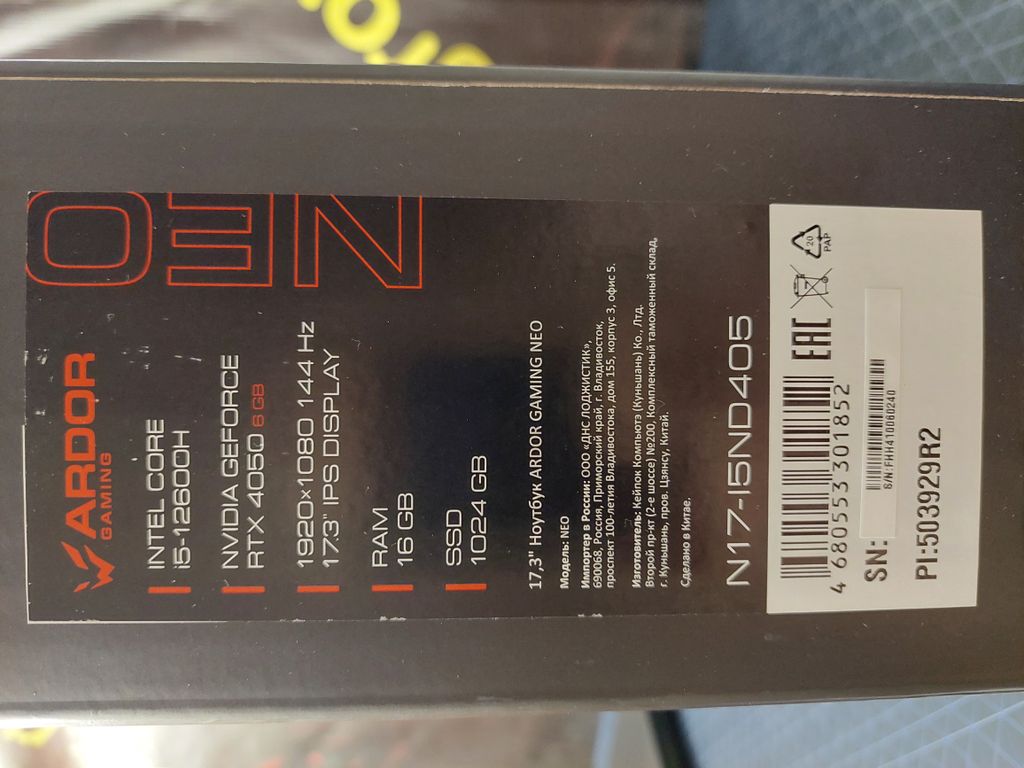 ARDOR
GAMING
NEO
INTEL CORE
I5-12600H
NVIDIA GEFORCE
RTX 4050 6 GB
1920×1080 144 Hz
17.3" IPS DISPLAY
RAM
16 GB
SSD
1024 GB
17,3" Ноутбук ARDOR GAMING NEO
Модель: NEO
Импортер в России: ООО «ДНС ЛОДЖИСТИК»,
690068, Россия, Приморский край, г. Владивосток,
проспект 100-летия Владивостока, дом 155, корпус 3, офис 5.
Изготовитель: Кейпок Компьютэ (Куньшань) Ко., Лтд.
Второй пр-кт (2-е шоссе) №200, Комплексный таможенный склад,
г. Куньшань, пров. Цзянсу, Китай.
Сделано в Китае.
N17-I5ND405
4 680553 301852
EAC
20
PAP
SN:
S/N:FHH410060240
PI:503929R2